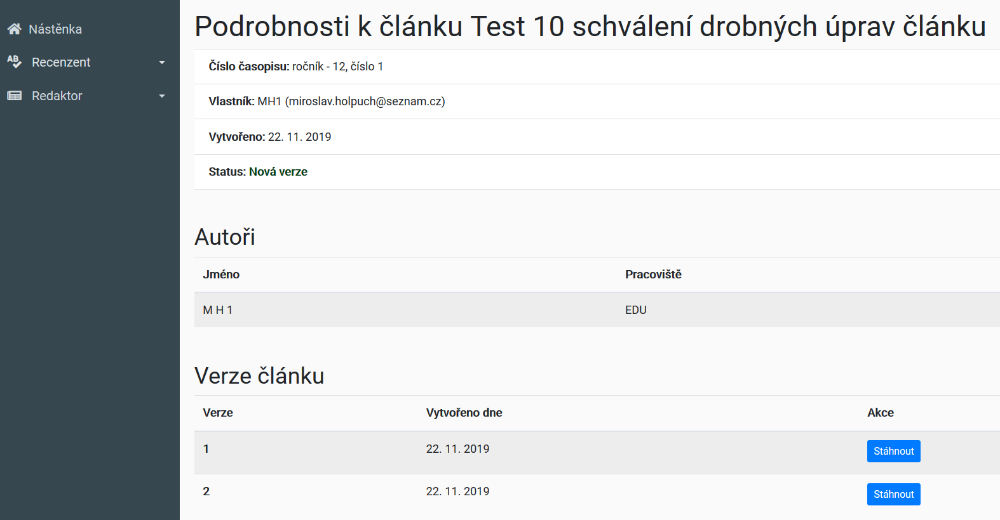 Nástěnka
Recenzent
Redaktor
Podrobnosti k článku Test 10 schválení drobných úprav článku
Číslo časopisu: ročník - 12, číslo 1
Vlastník: MH1 (miroslav.holpuch@seznam.cz)
Vytvořeno: 22. 11. 2019
Status: Nová verze
Autoři
Jméno Pracoviště
M H 1 EDU
Verze článku
Verze Vytvořeno dne Akce
1 22. 11. 2019 Stáhnout
2 22. 11. 2019 Stáhnout